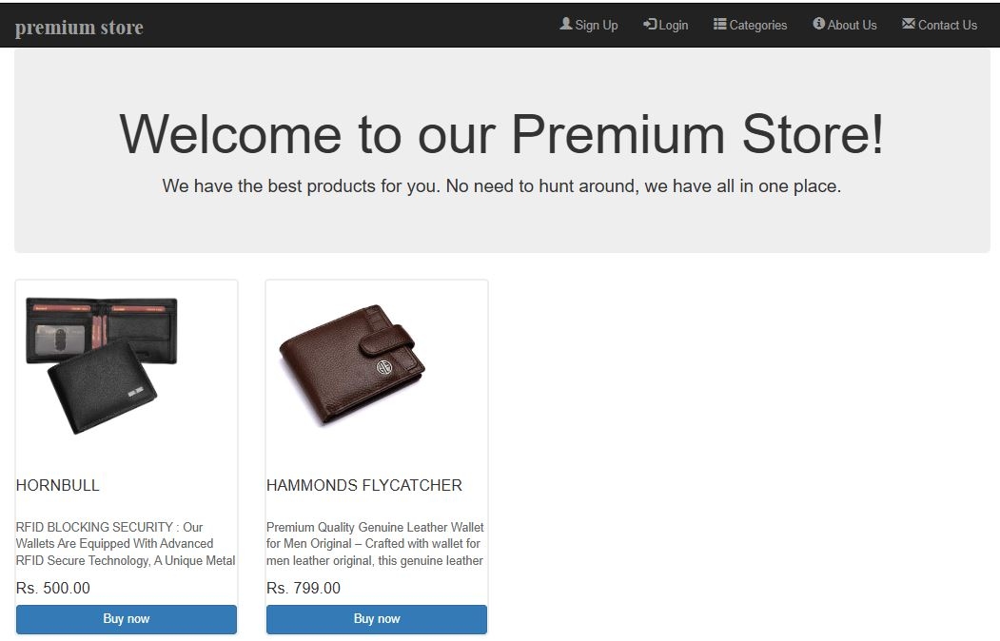 premium store
Sign Up
Login
Categories
About Us
Contact Us
Welcome to our Premium Store!
We have the best products for you. No need to hunt around, we have all in one place.
HORNBULL
RFID BLOCKING SECURITY : Our
Wallets Are Equipped With Advanced
RFID Secure Technology, A Unique Metal
Rs. 500.00
Buy now
HAMMONDS FLYCATCHER
Premium Quality Genuine Leather Wallet
for Men Original – Crafted with wallet for
men leather original, this genuine leather
Rs. 799.00
Buy now